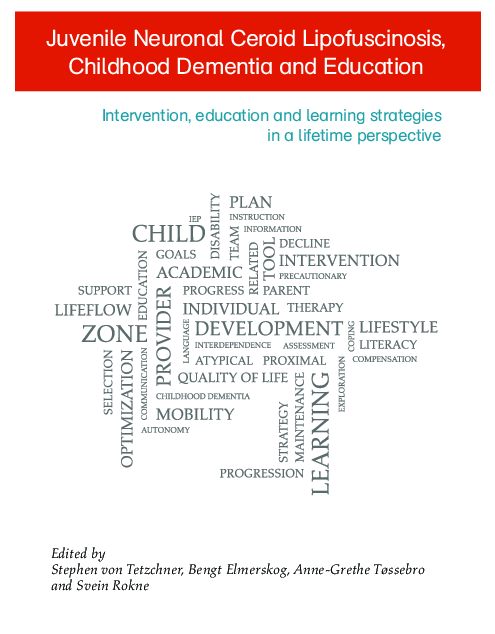 Juvenile Neuronal Ceroid Lipofuscinosis,
Childhood Dementia and Education
Intervention, education and learning strategies
in a lifetime perspective
PLAN
IEP
DISABILITY
INSTRUCTION
CHILD
TEAM
INFORMATION
RELATED
TOOL
DECLINE
EDUCATION
GOALS
INTERVENTION
ACADEMIC
PRECAUTIONARY
SUPPORT
PROVIDER
PROGRESS
PARENT
LIFEFLOW
INDIVIDUAL
THERAPY
ZONE
LANGUAGE
DEVELOPMENT
COPING
LIFESTYLE
INTERDEPENDENCE
ASSESSMENT
LITERACY
SELECTION
OPTIMIZATION
COMMUNICATION
ATYPICAL
PROXIMAL
COMPENSATION
QUALITY OF LIFE
EXPLORATION
CHILDHOOD DEMENTIA
MOBILITY
STRATEGY
MAINTENANCE
LEARNING
AUTONOMY
PROGRESSION
Edited by
Stephen von Tetzchner, Bengt Elmerskog, Anne-Grethe Tøssebro
and Svein Rokne